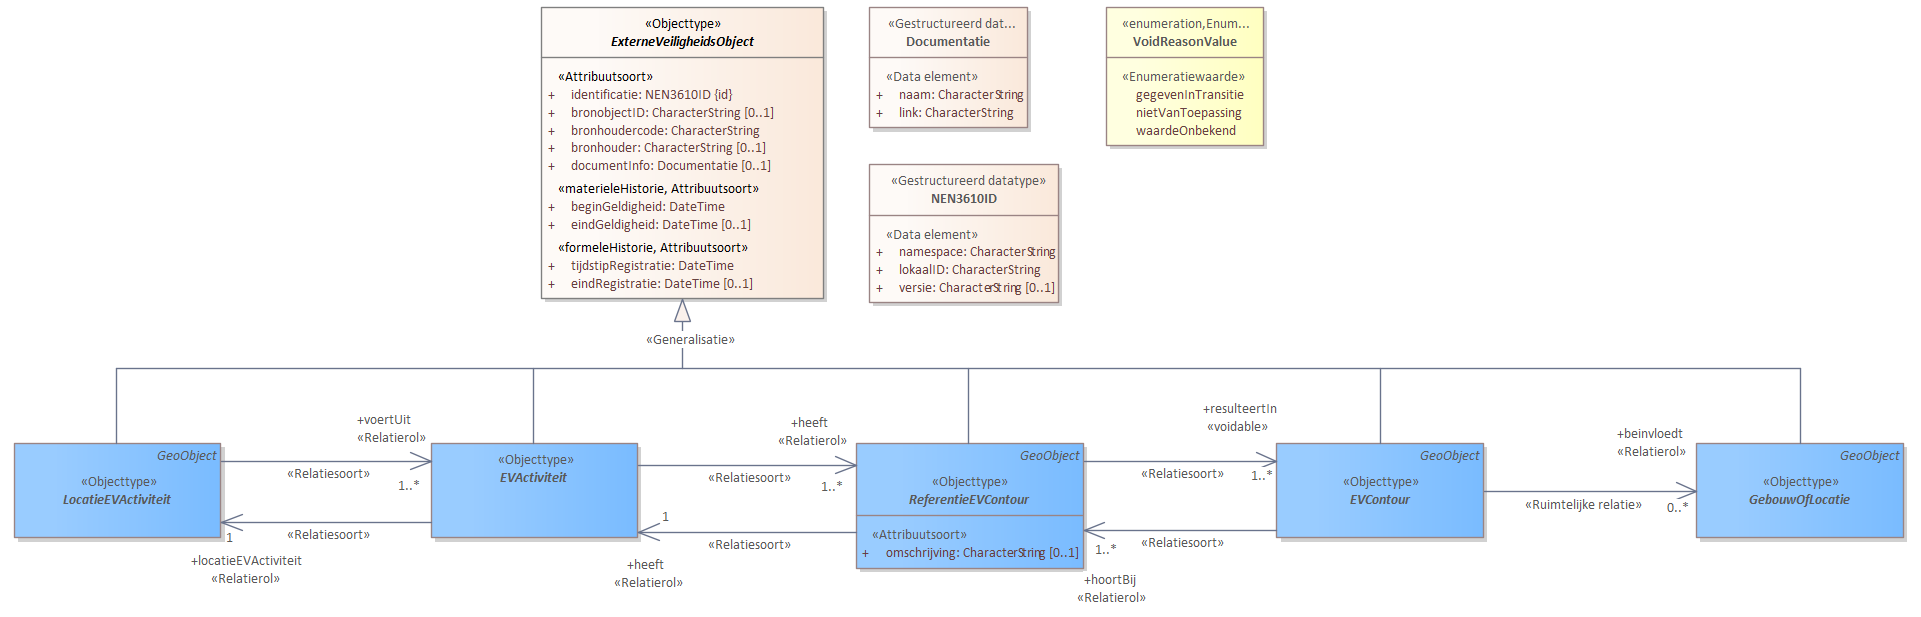 «Objecttype»
ExterneVeiligheidsObject
«Attribuutsoort»
+ identificatie: NEN3610ID {id}
+ bronobjectID: CharacterString [0..1]
+ bronhoudercode: CharacterString
+ bronhouder: CharacterString [0..1]
+ documentInfo: Documentatie [0..1]
«materieleHistorie, Attribuutsoort»
+ beginGeldigheid: DateTime
+ eindGeldigheid: DateTime [0..1]
«formeleHistorie, Attribuutsoort»
+ tijdstipRegistratie: DateTime
+ eindRegistratie: DateTime [0..1]
«Gestructureerd dat...
Documentatie
«Data element»
+ naam: CharacterString
+ link: CharacterString
«enumeration,Enum...
VoidReasonValue
«Enumeratiewaarde»
gegevenInTransitie
nietVanToepassing
waardeOnbekend
«Gestructureerd datatype»
NEN3610ID
«Data element»
+ namespace: CharacterString
+ lokaalID: CharacterString
+ versie: CharacterString [0..1]
«Generalisatie»
GeoObject
«Objecttype»
LocatieEVActiviteit
+voertUit
«Relatierol»
«Relatiesoort»
1..*
«Relatiesoort»
1
+locatieEVActiviteit
«Relatierol»
«Objecttype»
EVActiviteit
+heeft
«Relatierol»
«Relatiesoort»
1..*
1
«Relatiesoort»
+heeft
«Relatierol»
GeoObject
«Objecttype»
ReferentieEVContour
«Attribuutsoort»
+ omschrijving: CharacterString [0..1]
+resulteertIn
«voidable»
«Relatiesoort»
1..*
«Relatiesoort»
1..*
+hoortBij
«Relatierol»
GeoObject
«Objecttype»
EVContour
+beinvloedt
«Relatierol»
«Ruimtelijke relatie»
0..*
GeoObject
«Objecttype»
GebouwOfLocatie